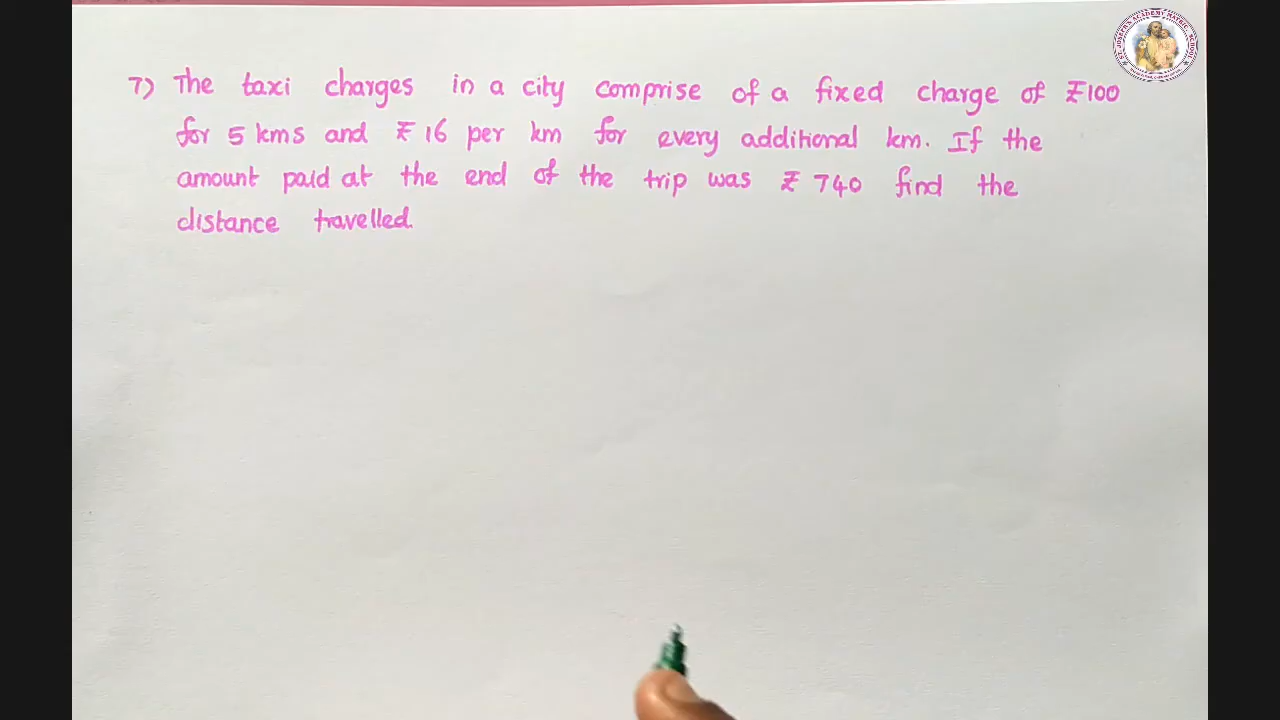 7) The taxi charges in a city comprise of a fixed charge of ₹100
for 5 kms and ₹16 per km for every additional km. If the
amount paid at the end of the trip was ₹ 740 find the
distance travelled.